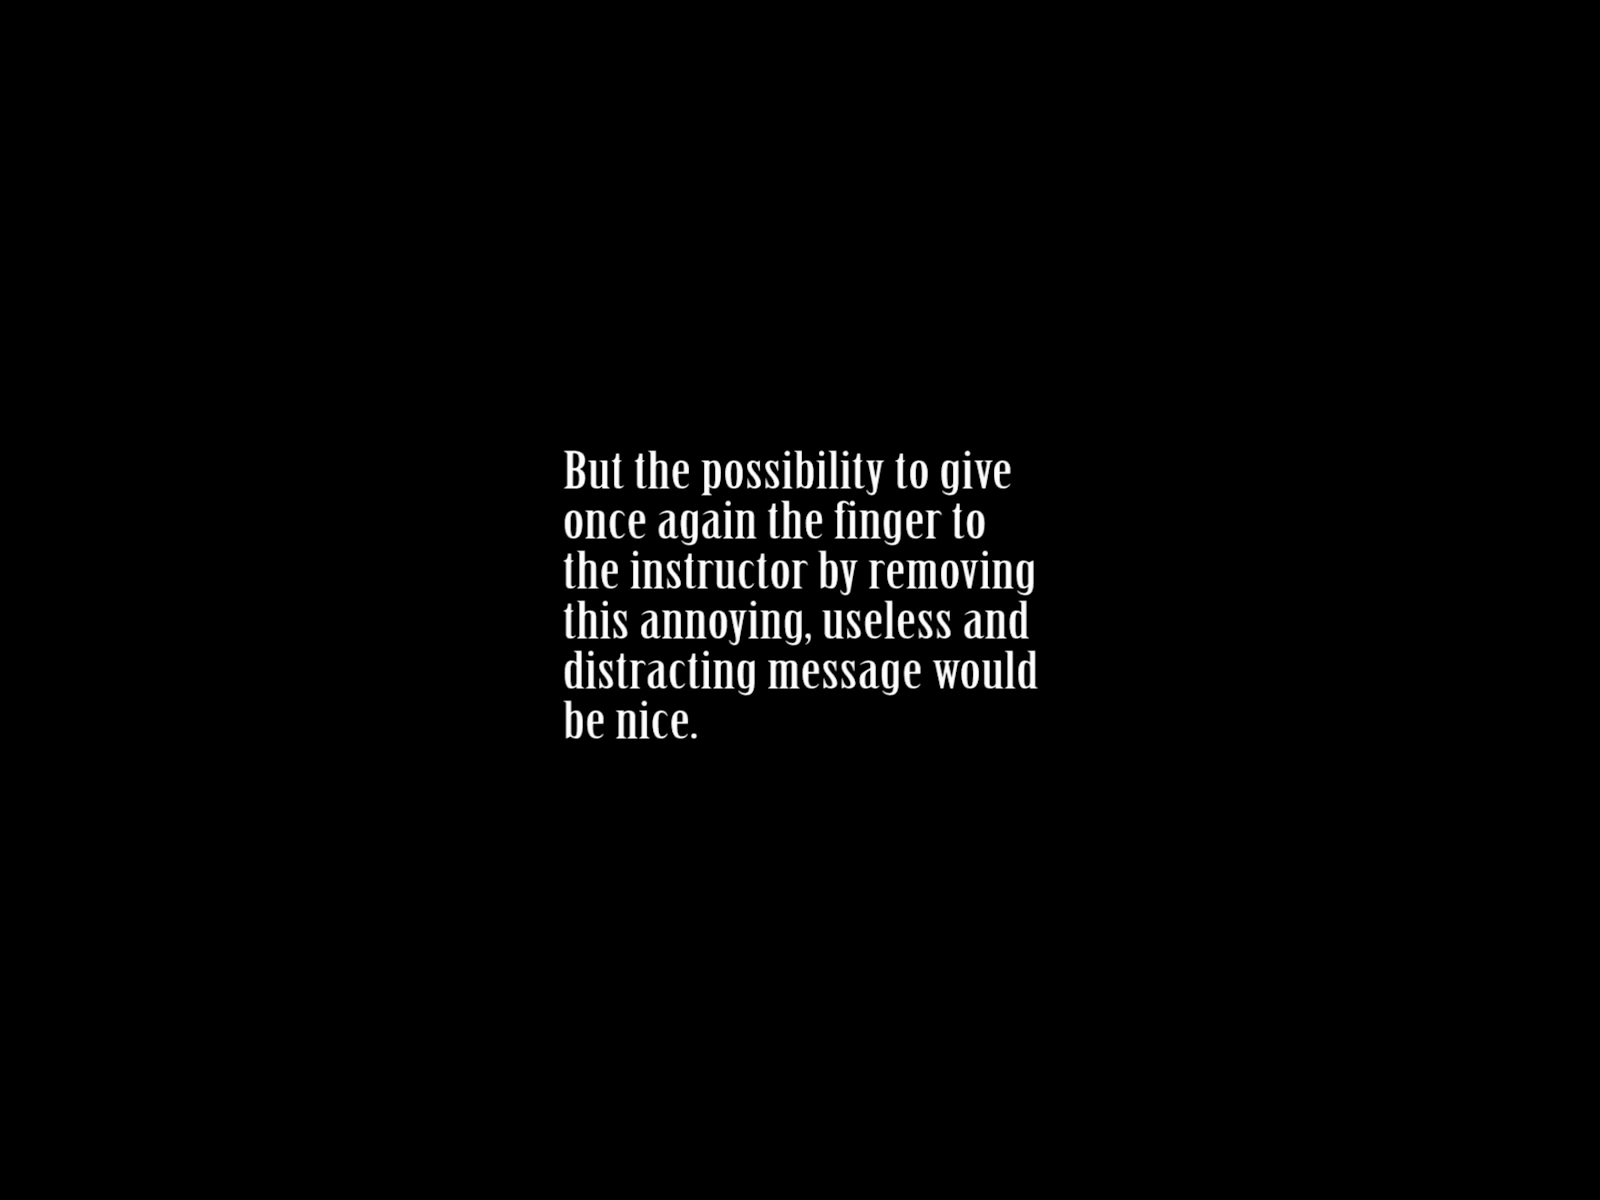 But the possibility to give
once again the finger to
the instructor by removing
this annoying, useless and
distracting message would
be nice.